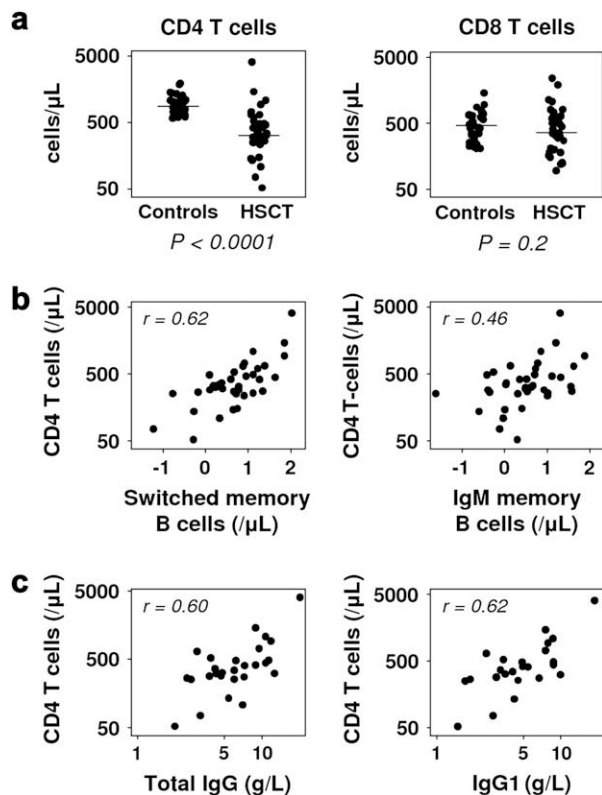 a
CD4 T cells
CD8 T cells
cells/µL
5000
500
50
Controls HSCT
P < 0.0001
cells/µL
5000
500
50
Controls HSCT
P = 0.2
b
CD4 T cells (/µL)
5000
500
50
r = 0.62
-1 0 1 2
Switched memory
B cells (/µL)
CD4 T-cells (/µL)
5000
500
50
r = 0.46
-1 0 1 2
IgM memory
B cells (/µL)
c
CD4 T cells (/µL)
5000
500
50
r = 0.60
1 5 10
Total IgG (g/L)
CD4 T cells (/µL)
5000
500
50
r = 0.62
1 5 10
IgG1 (g/L)